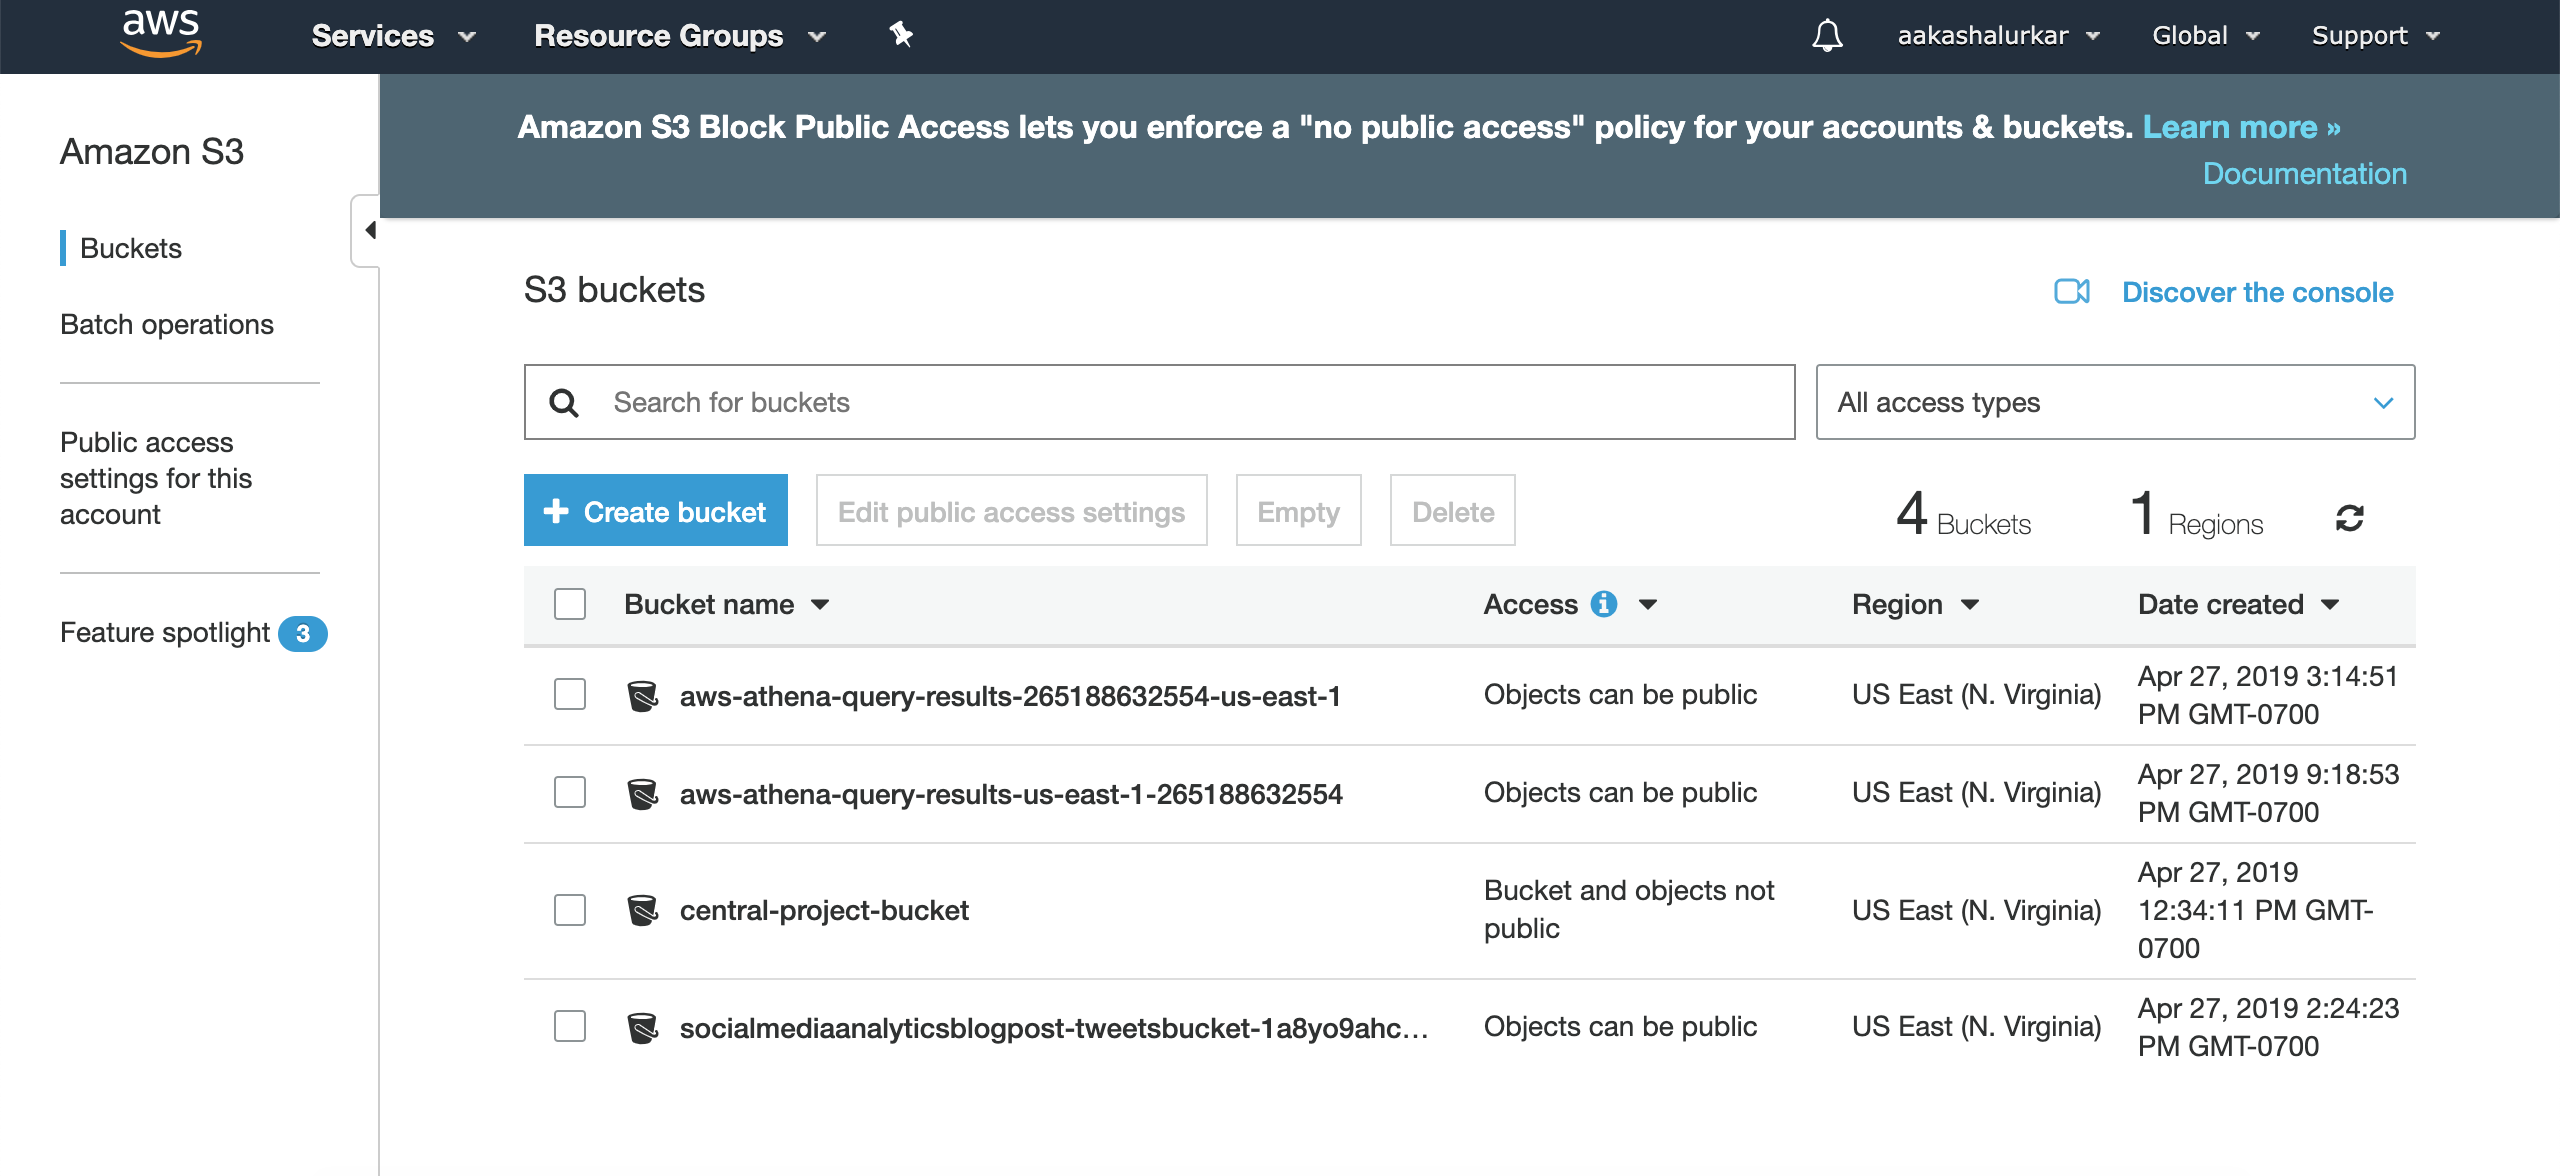 aws
Services
Resource Groups
aakashalurkar
Global
Support
Amazon S3
Buckets
Batch operations
Public access
settings for this
account
Feature spotlight 3
Amazon S3 Block Public Access lets you enforce a "no public access" policy for your accounts & buckets. Learn more »
Documentation
S3 buckets
Discover the console
Search for buckets
All access types
Create bucket
Edit public access settings
Empty
Delete
4 Buckets
1 Regions
Bucket name
Access
Region
Date created
aws-athena-query-results-265188632554-us-east-1
Objects can be public
US East (N. Virginia)
Apr 27, 2019 3:14:51
PM GMT-0700
aws-athena-query-results-us-east-1-265188632554
Objects can be public
US East (N. Virginia)
Apr 27, 2019 9:18:53
PM GMT-0700
central-project-bucket
Bucket and objects not
public
US East (N. Virginia)
Apr 27, 2019
12:34:11 PM GMT-
0700
socialmediaanalyticsblogpost-tweetsbucket-1a8yo9ahc...
Objects can be public
US East (N. Virginia)
Apr 27, 2019 2:24:23
PM GMT-0700